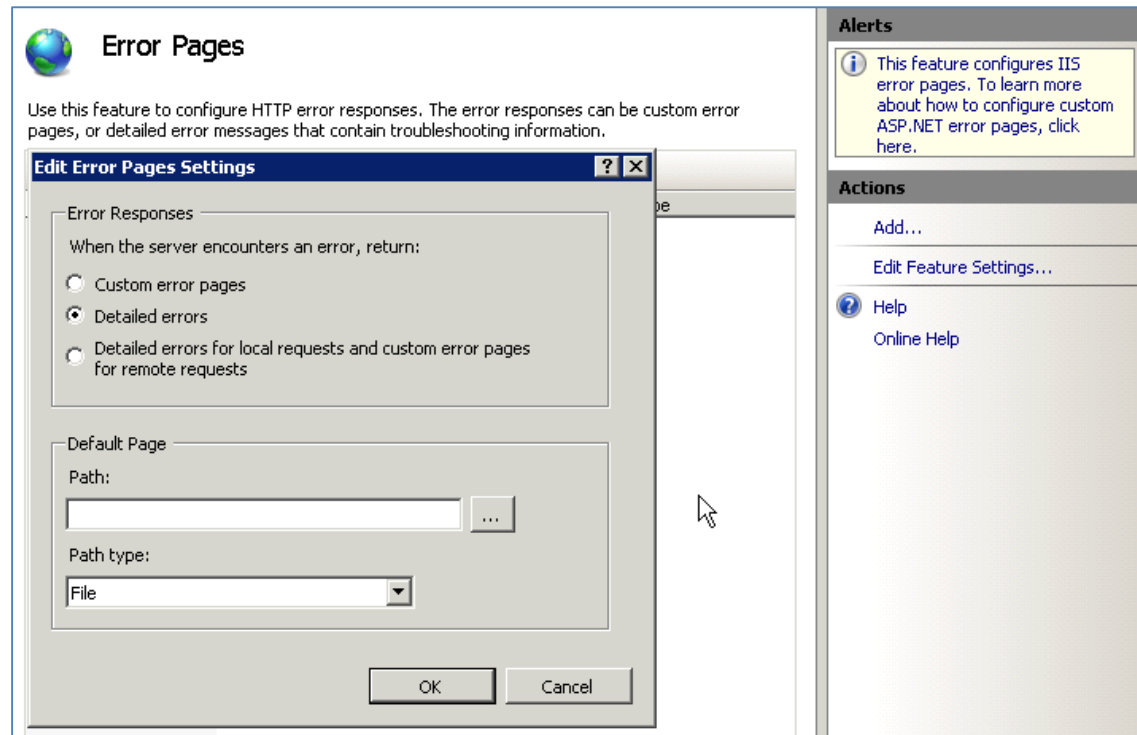 Error Pages
Use this feature to configure HTTP error responses. The error responses can be custom error
pages, or detailed error messages that contain troubleshooting information.
Edit Error Pages Settings
Error Responses
When the server encounters an error, return:
Custom error pages
Detailed errors
Detailed errors for local requests and custom error pages
for remote requests
Default Page
Path:
...
Path type:
File
OK
Cancel
Alerts
This feature configures IIS
error pages. To learn more
about how to configure custom
ASP.NET error pages, click
here.
Actions
Add...
Edit Feature Settings...
Help
Online Help